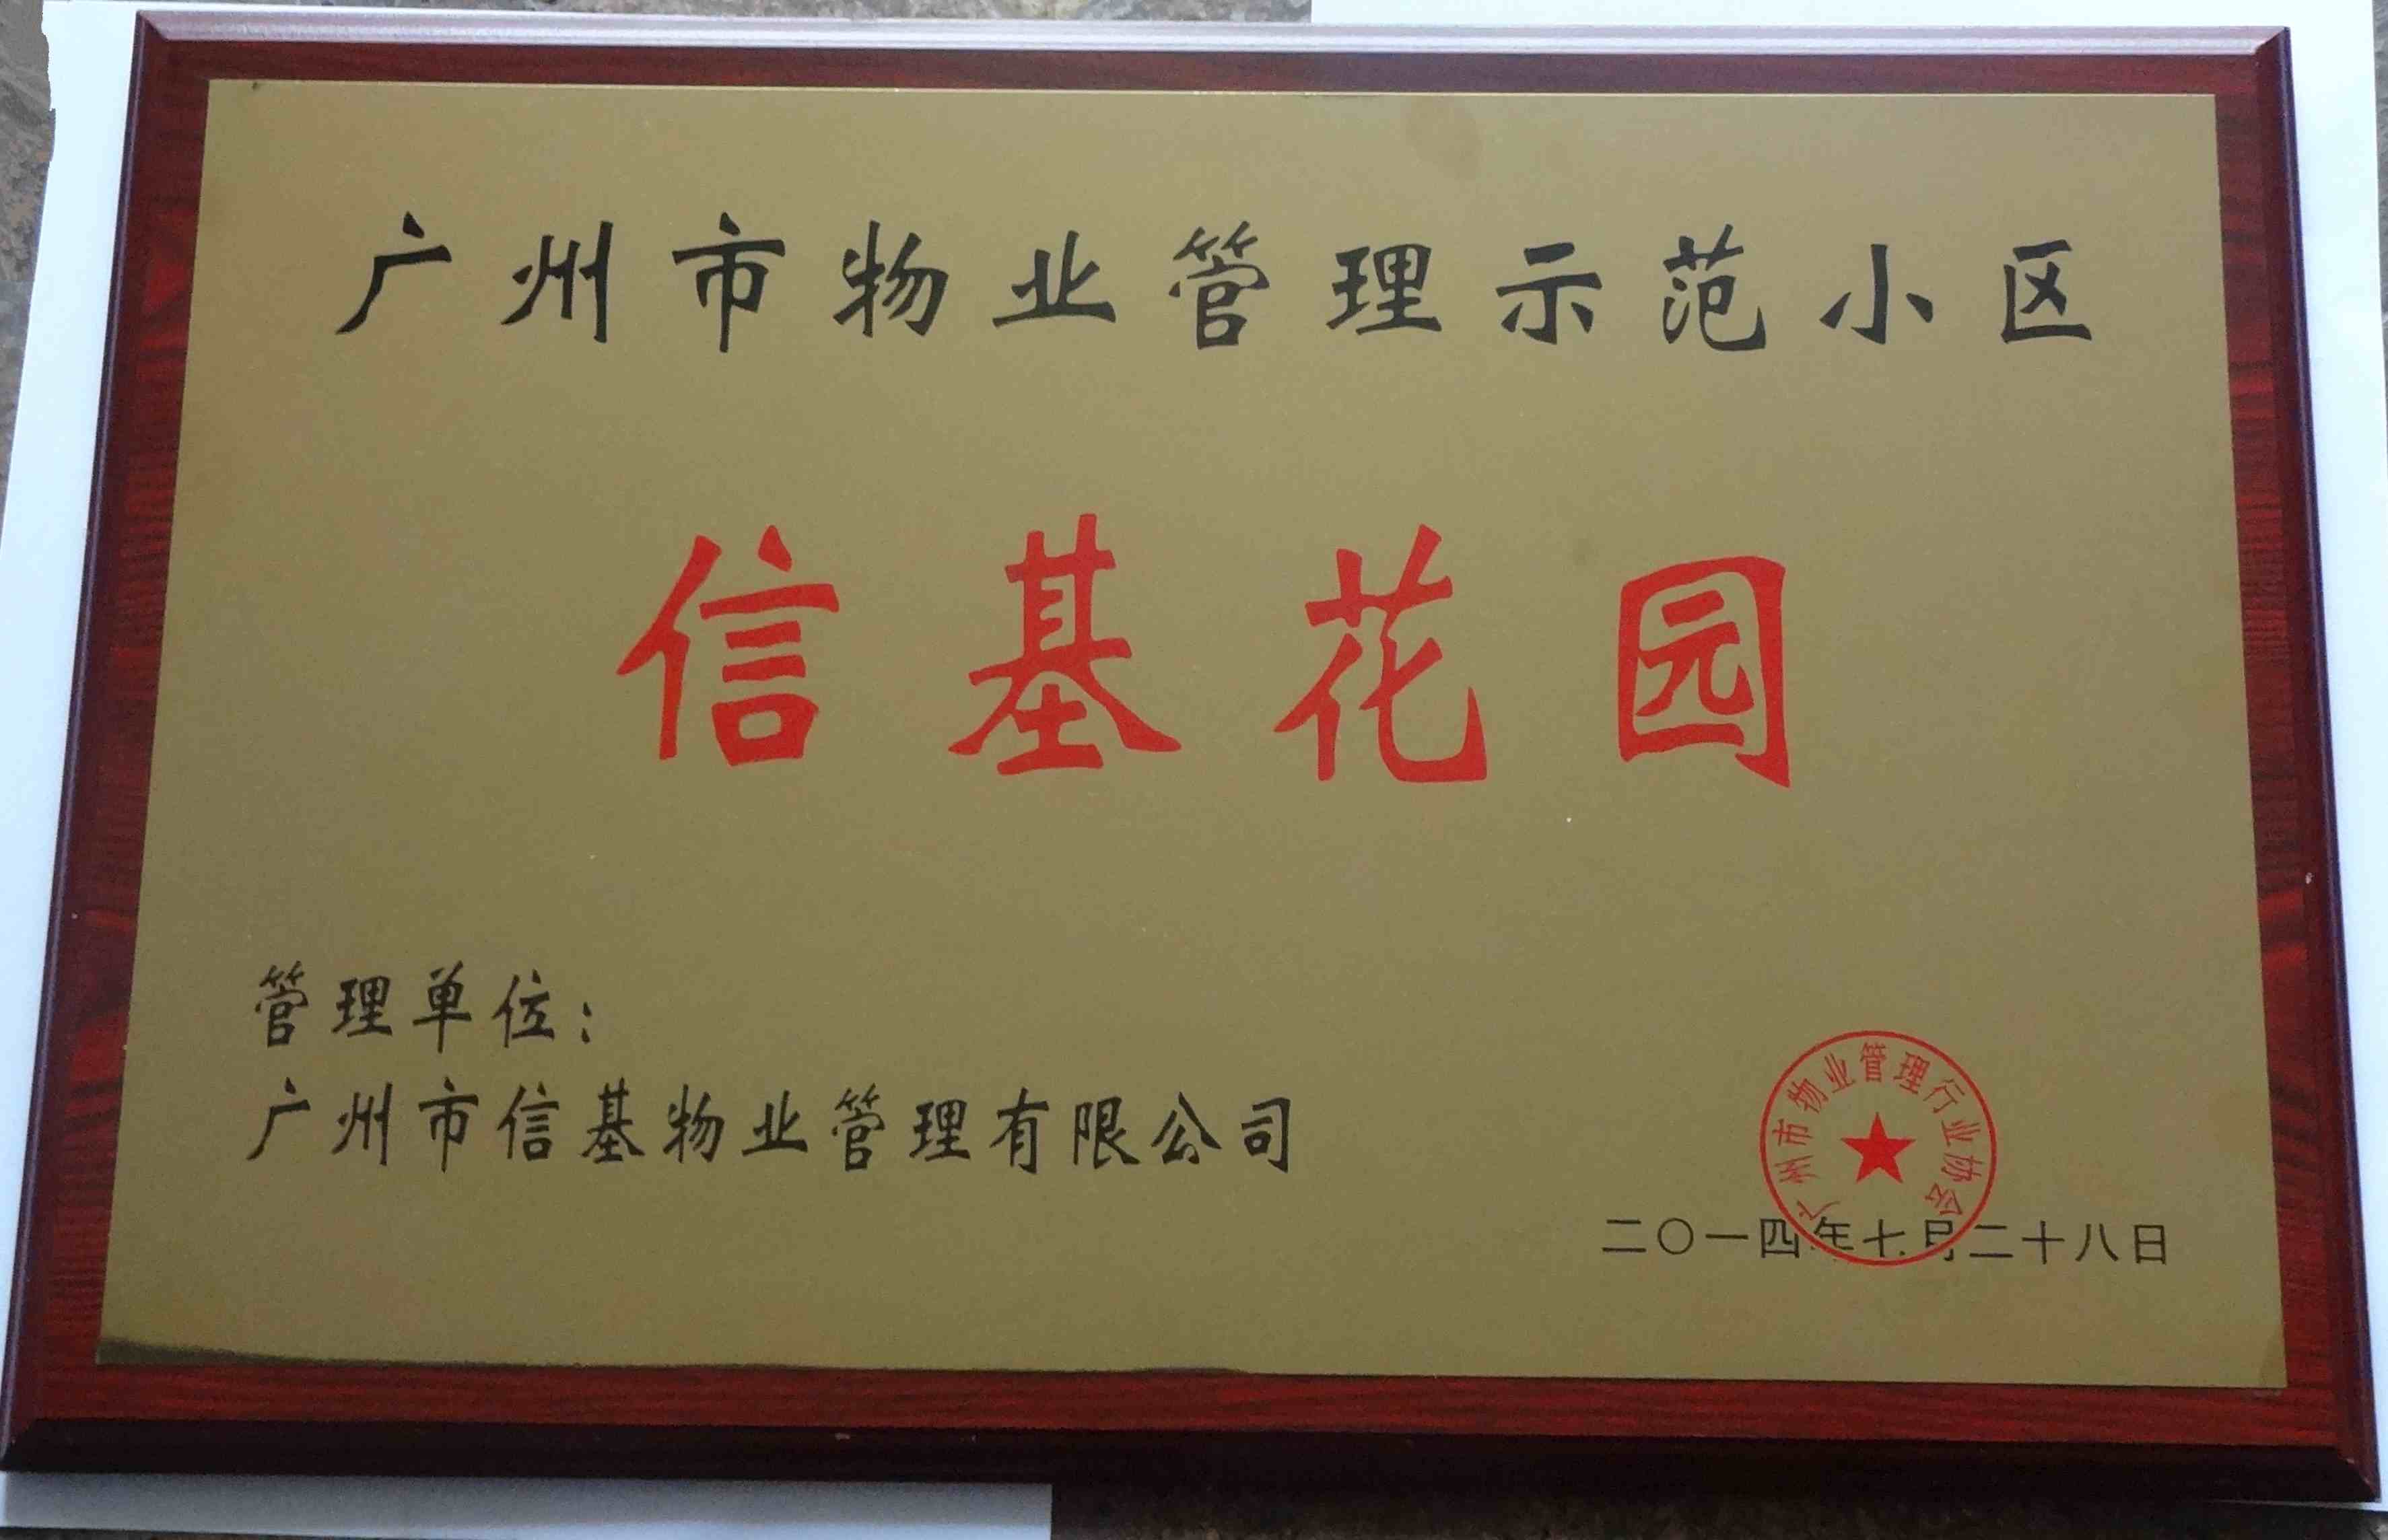 广州市物业管理示范小区
信基花园
管理单位：
广州市信基物业管理有限公司
广州市物业管理行业协会
二〇一四年七月二十八日